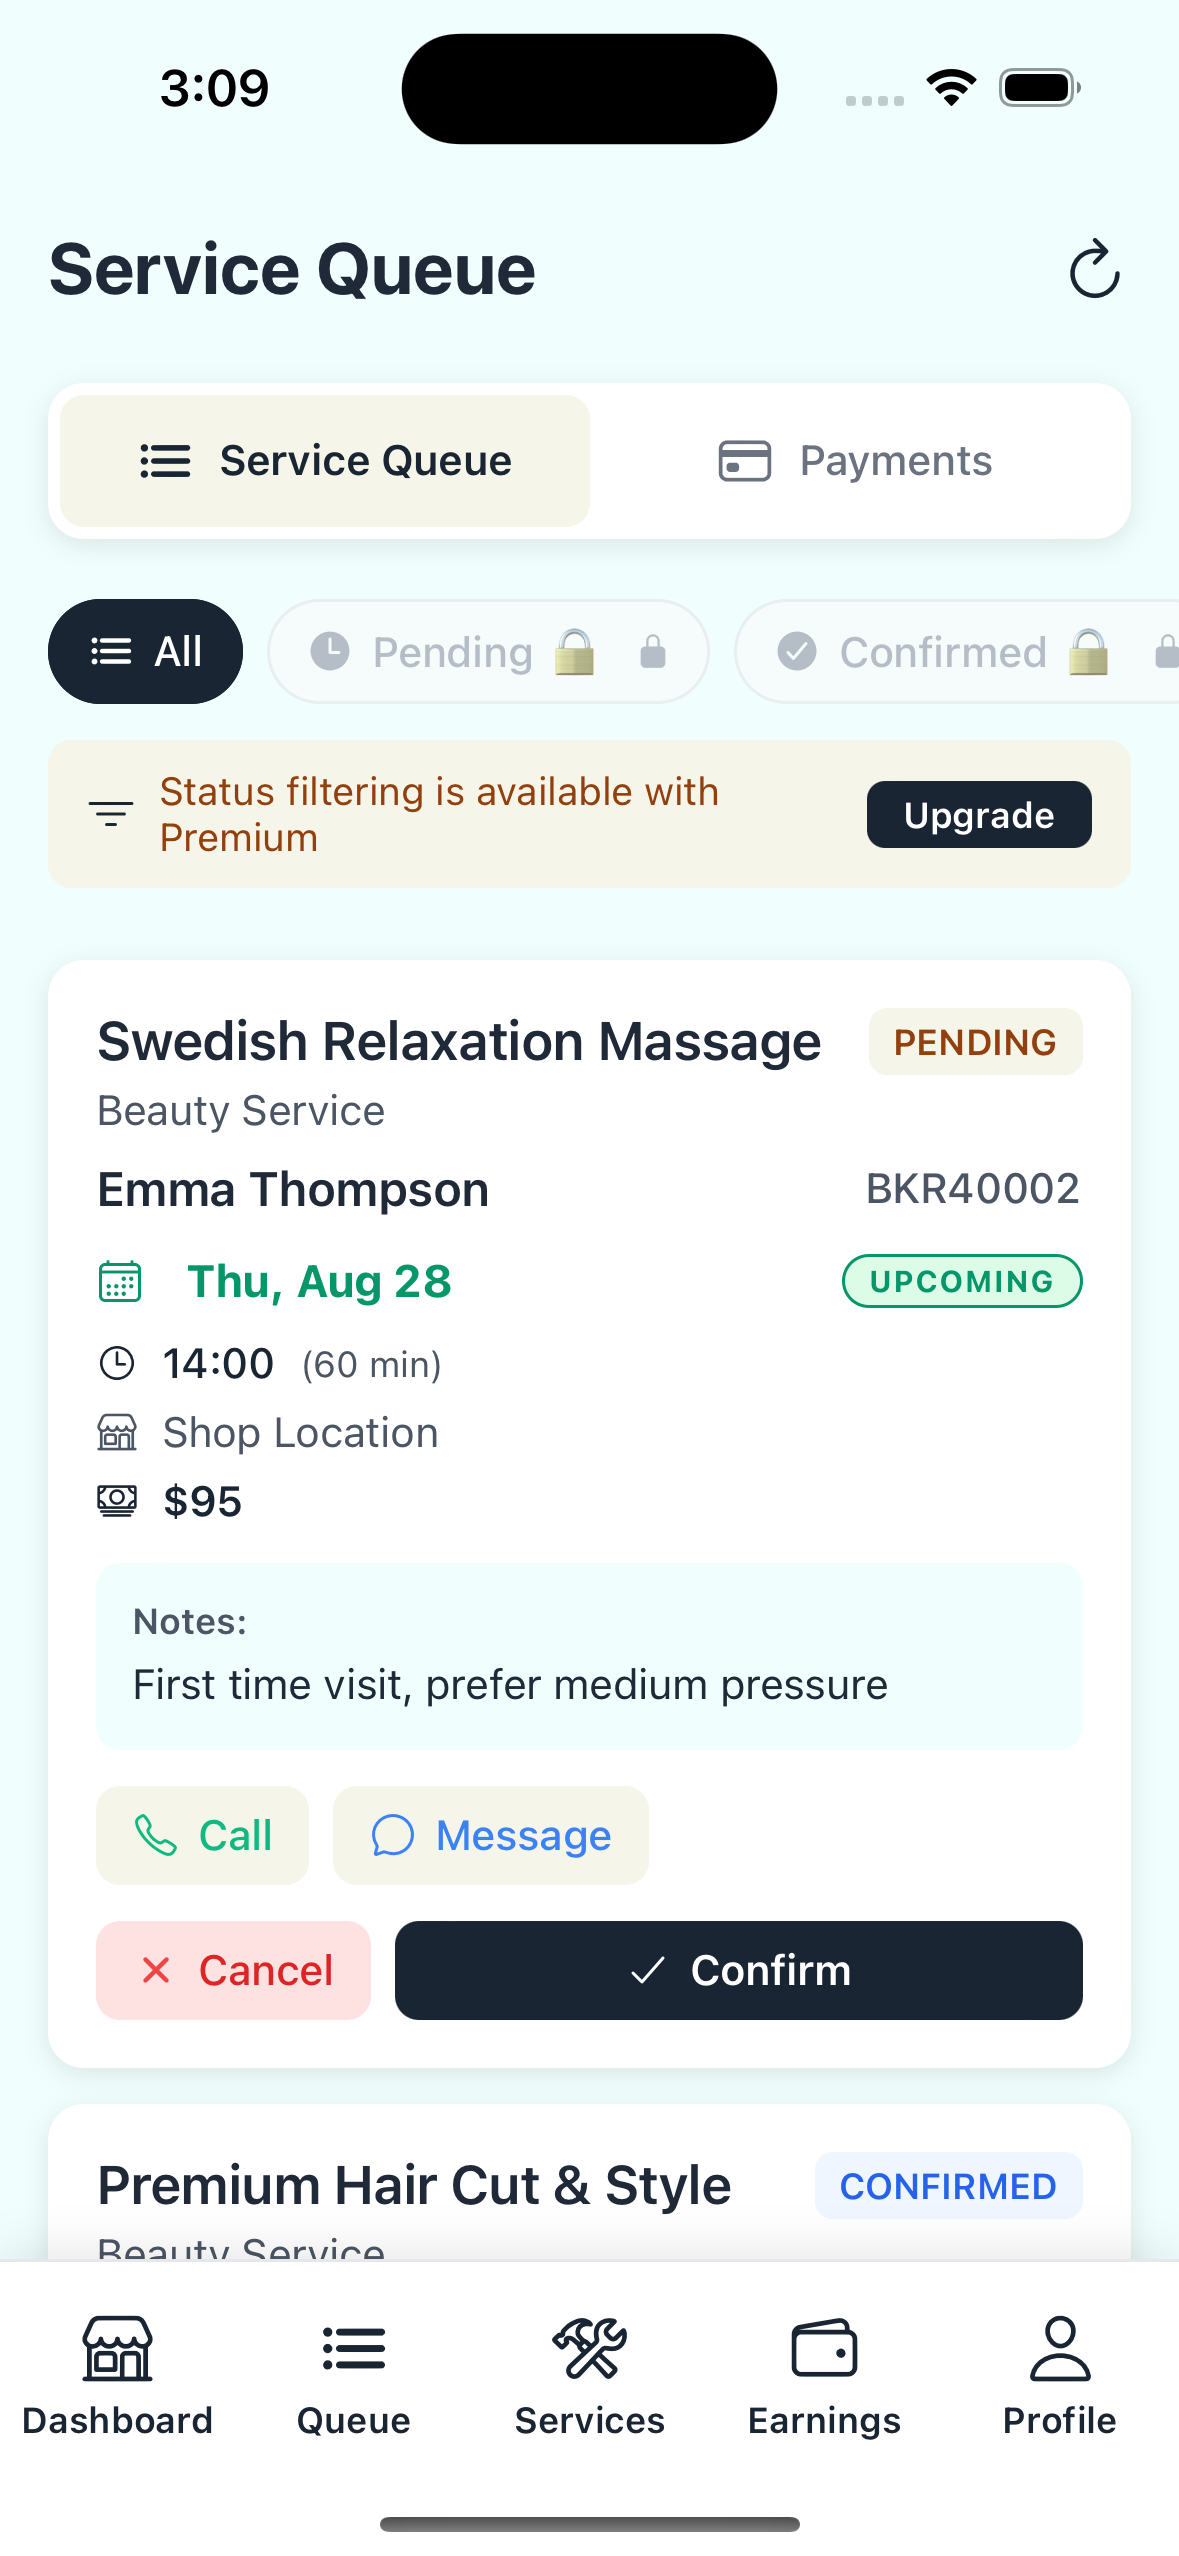 3:09
Service Queue
Service Queue
Payments
All
Pending 🔒
Confirmed 🔒
Status filtering is available with
Premium
Upgrade
Swedish Relaxation Massage
PENDING
Beauty Service
Emma Thompson
BKR40002
Thu, Aug 28
UPCOMING
14:00 (60 min)
Shop Location
$95
Notes:
First time visit, prefer medium pressure
Call
Message
Cancel
Confirm
Premium Hair Cut & Style
CONFIRMED
Beauty Service
Dashboard
Queue
Services
Earnings
Profile